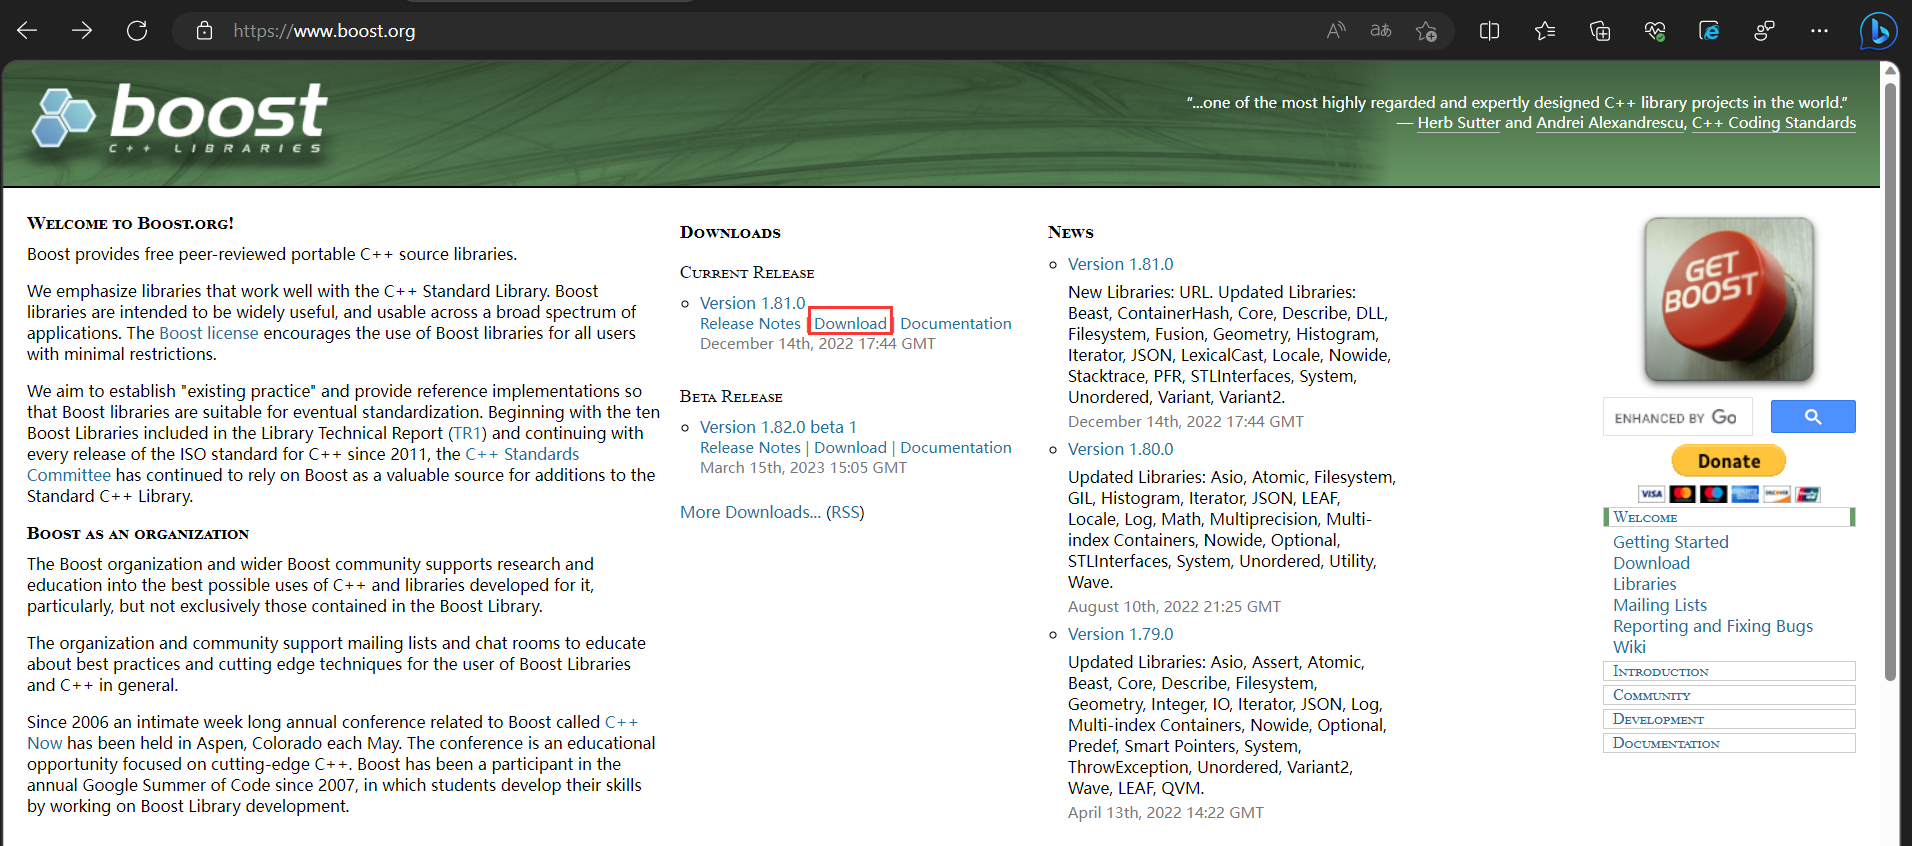 https://www.boost.org
boost
C++ LIBRARIES
"...one of the most highly regarded and expertly designed C++ library projects in the world."
— Herb Sutter and Andrei Alexandrescu, C++ Coding Standards
Welcome to Boost.org!
Boost provides free peer-reviewed portable C++ source libraries.
We emphasize libraries that work well with the C++ Standard Library. Boost
libraries are intended to be widely useful, and usable across a broad spectrum of
applications. The Boost license encourages the use of Boost libraries for all users
with minimal restrictions.
We aim to establish "existing practice" and provide reference implementations so
that Boost libraries are suitable for eventual standardization. Beginning with the ten
Boost Libraries included in the Library Technical Report (TR1) and continuing with
every release of the ISO standard for C++ since 2011, the C++ Standards
Committee has continued to rely on Boost as a valuable source for additions to the
Standard C++ Library.
Boost as an organization
The Boost organization and wider Boost community supports research and
education into the best possible uses of C++ and libraries developed for it,
particularly, but not exclusively those contained in the Boost Library.
The organization and community support mailing lists and chat rooms to educate
about best practices and cutting edge techniques for the user of Boost Libraries
and C++ in general.
Since 2006 an intimate week long annual conference related to Boost called C++
Now has been held in Aspen, Colorado each May. The conference is an educational
opportunity focused on cutting-edge C++. Boost has been a participant in the
annual Google Summer of Code since 2007, in which students develop their skills
by working on Boost Library development.
Downloads
Current Release
Version 1.81.0
Release Notes | Download | Documentation
December 14th, 2022 17:44 GMT
Beta Release
Version 1.82.0 beta 1
Release Notes | Download | Documentation
March 15th, 2023 15:05 GMT
More Downloads... (RSS)
News
Version 1.81.0
New Libraries: URL. Updated Libraries:
Beast, ContainerHash, Core, Describe, DLL,
Filesystem, Fusion, Geometry, Histogram,
Iterator, JSON, LexicalCast, Locale, Nowide,
Stacktrace, PFR, STLInterfaces, System,
Unordered, Variant, Variant2.
December 14th, 2022 17:44 GMT
Version 1.80.0
Updated Libraries: Asio, Atomic, Filesystem,
GIL, Histogram, Iterator, JSON, LEAF,
Locale, Log, Math, Multiprecision, Multi-
index Containers, Nowide, Optional,
STLInterfaces, System, Unordered, Utility,
Wave.
August 10th, 2022 21:25 GMT
Version 1.79.0
Updated Libraries: Asio, Assert, Atomic,
Beast, Core, Describe, Filesystem,
Geometry, Integer, IO, Iterator, JSON, Log,
Multi-index Containers, Nowide, Optional,
Predef, Smart Pointers, System,
ThrowException, Unordered, Variant2,
Wave, LEAF, QVM.
April 13th, 2022 14:22 GMT
GET
BOOST
ENHANCED BY Go
Donate
VISA
Welcome
Getting Started
Download
Libraries
Mailing Lists
Reporting and Fixing Bugs
Wiki
Introduction
Community
Development
Documentation